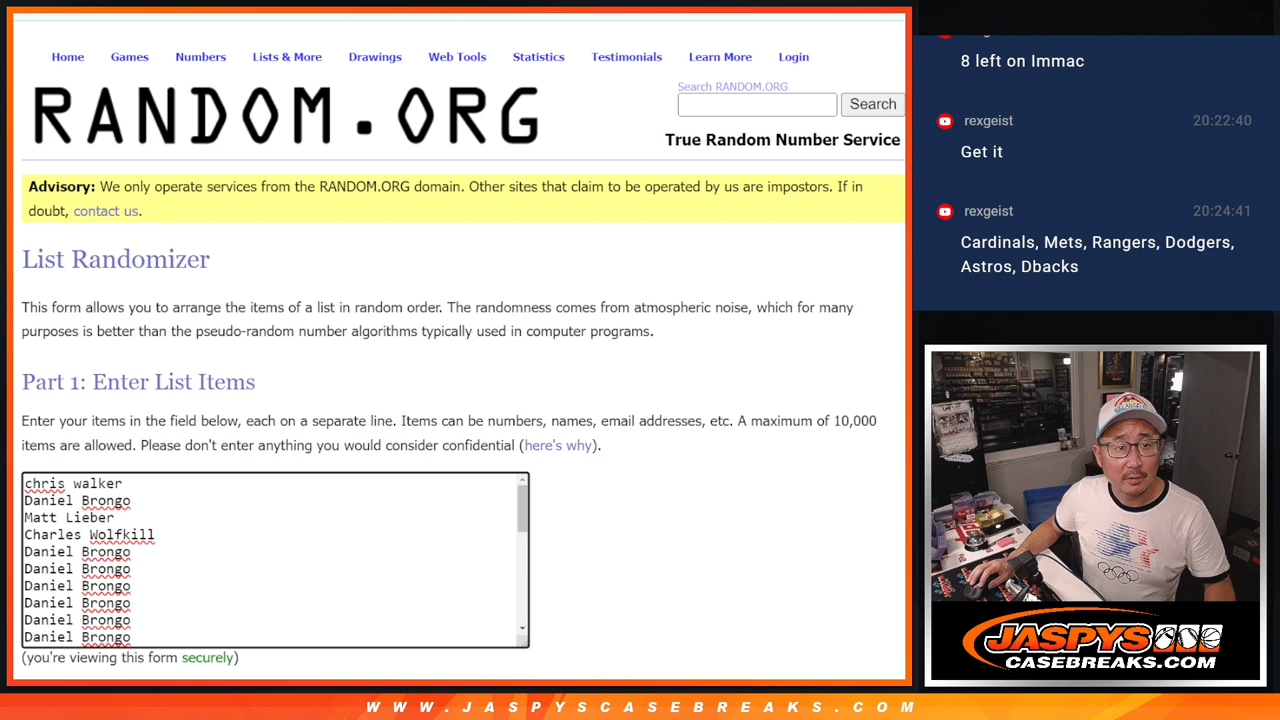 Home Games Numbers Lists & More Drawings Web Tools Statistics Testimonials Learn More Login
RANDOM.ORG
Search RANDOM.ORG
Search
True Random Number Service
Advisory: We only operate services from the RANDOM.ORG domain. Other sites that claim to be operated by us are impostors. If in
doubt, contact us.
List Randomizer
This form allows you to arrange the items of a list in random order. The randomness comes from atmospheric noise, which for many
purposes is better than the pseudo-random number algorithms typically used in computer programs.
Part 1: Enter List Items
Enter your items in the field below, each on a separate line. Items can be numbers, names, email addresses, etc. A maximum of 10,000
items are allowed. Please don't enter anything you would consider confidential (here's why).
chris walker
Daniel Brongo
Matt Lieber
Charles Wolfkill
Daniel Brongo
Daniel Brongo
Daniel Brongo
Daniel Brongo
Daniel Brongo
Daniel Brongo
(you're viewing this form securely)
8 left on Immac
rexgeist 20:22:40
Get it
rexgeist 20:24:41
Cardinals, Mets, Rangers, Dodgers,
Astros, Dbacks
JASPYS
CASEBREAKS.COM
WWW.JASPYSCASEBREAKS.COM